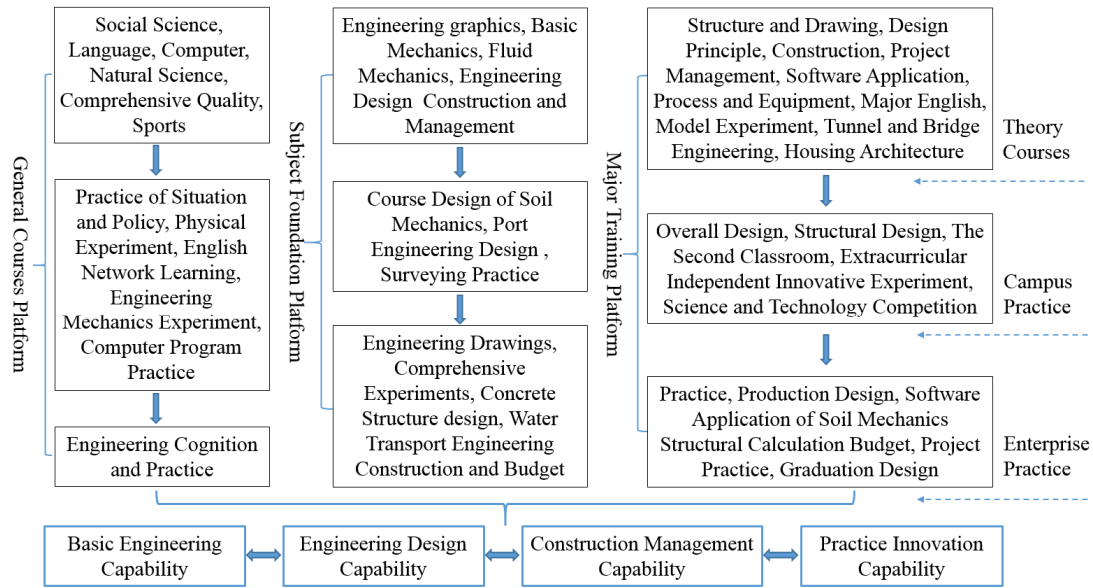 General Courses Platform
Social Science,
Language, Computer,
Natural Science,
Comprehensive Quality,
Sports
Practice of Situation
and Policy, Physical
Experiment, English
Network Learning,
Engineering
Mechanics Experiment,
Computer Program
Practice
Engineering Cognition
and Practice
Subject Foundation Platform
Engineering graphics, Basic
Mechanics, Fluid
Mechanics, Engineering
Design Construction and
Management
Course Design of Soil
Mechanics, Port
Engineering Design ,
Surveying Practice
Engineering Drawings,
Comprehensive
Experiments, Concrete
Structure design, Water
Transport Engineering
Construction and Budget
Major Training Platform
Structure and Drawing, Design
Principle, Construction, Project
Management, Software Application,
Process and Equipment, Major English,
Model Experiment, Tunnel and Bridge
Engineering, Housing Architecture
Overall Design, Structural Design, The
Second Classroom, Extracurricular
Independent Innovative Experiment,
Science and Technology Competition
Practice, Production Design, Software
Application of Soil Mechanics
Structural Calculation Budget, Project
Practice, Graduation Design
Theory
Courses
Campus
Practice
Enterprise
Practice
Basic Engineering
Capability
Engineering Design
Capability
Construction Management
Capability
Practice Innovation
Capability